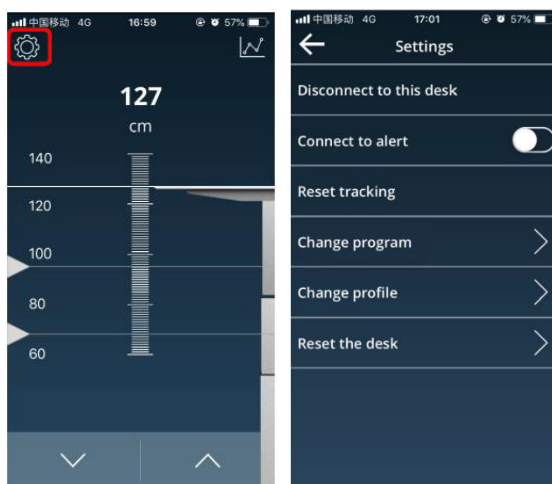 中国移动 4G 16:59 57%
127
cm
140
120
100
80
60
中国移动 4G 17:01 57%
Settings
Disconnect to this desk
Connect to alert
Reset tracking
Change program
Change profile
Reset the desk